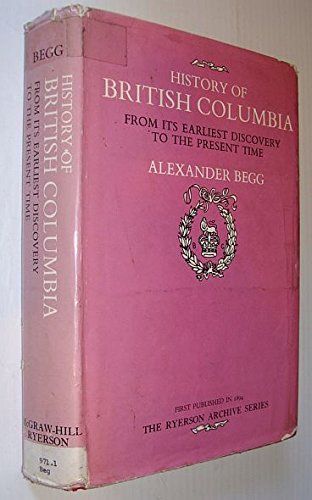 BEGG
HISTORY OF
BRITISH COLUMBIA
FROM ITS EARLIEST DISCOVERY
TO THE PRESENT TIME
McGRAW-HILL
RYERSON
971.1
Beg
HISTORY OF
BRITISH COLUMBIA
FROM ITS EARLIEST DISCOVERY
TO THE PRESENT TIME
ALEXANDER BEGG
FIRST PUBLISHED IN 1894
THE RYERSON ARCHIVE SERIES